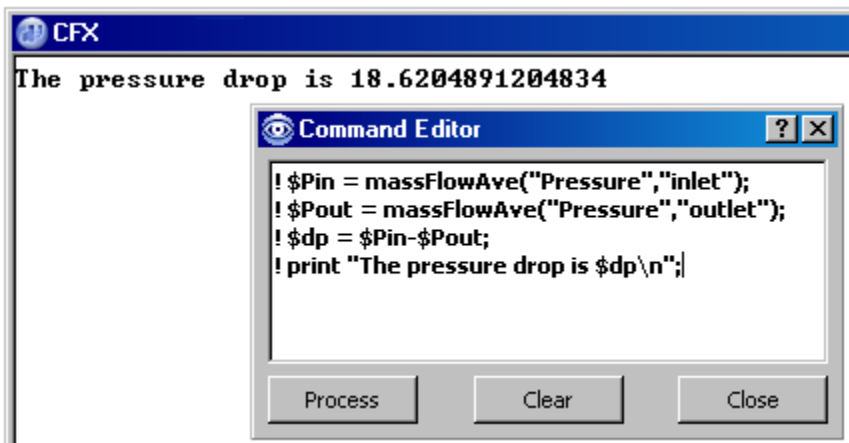 CFX
The pressure drop is 18.6204891204834
Command Editor
! $Pin = massFlowAve("Pressure","inlet");
! $Pout = massFlowAve("Pressure","outlet");
! $dp = $Pin-$Pout;
! print "The pressure drop is $dp\n";
Process Clear Close